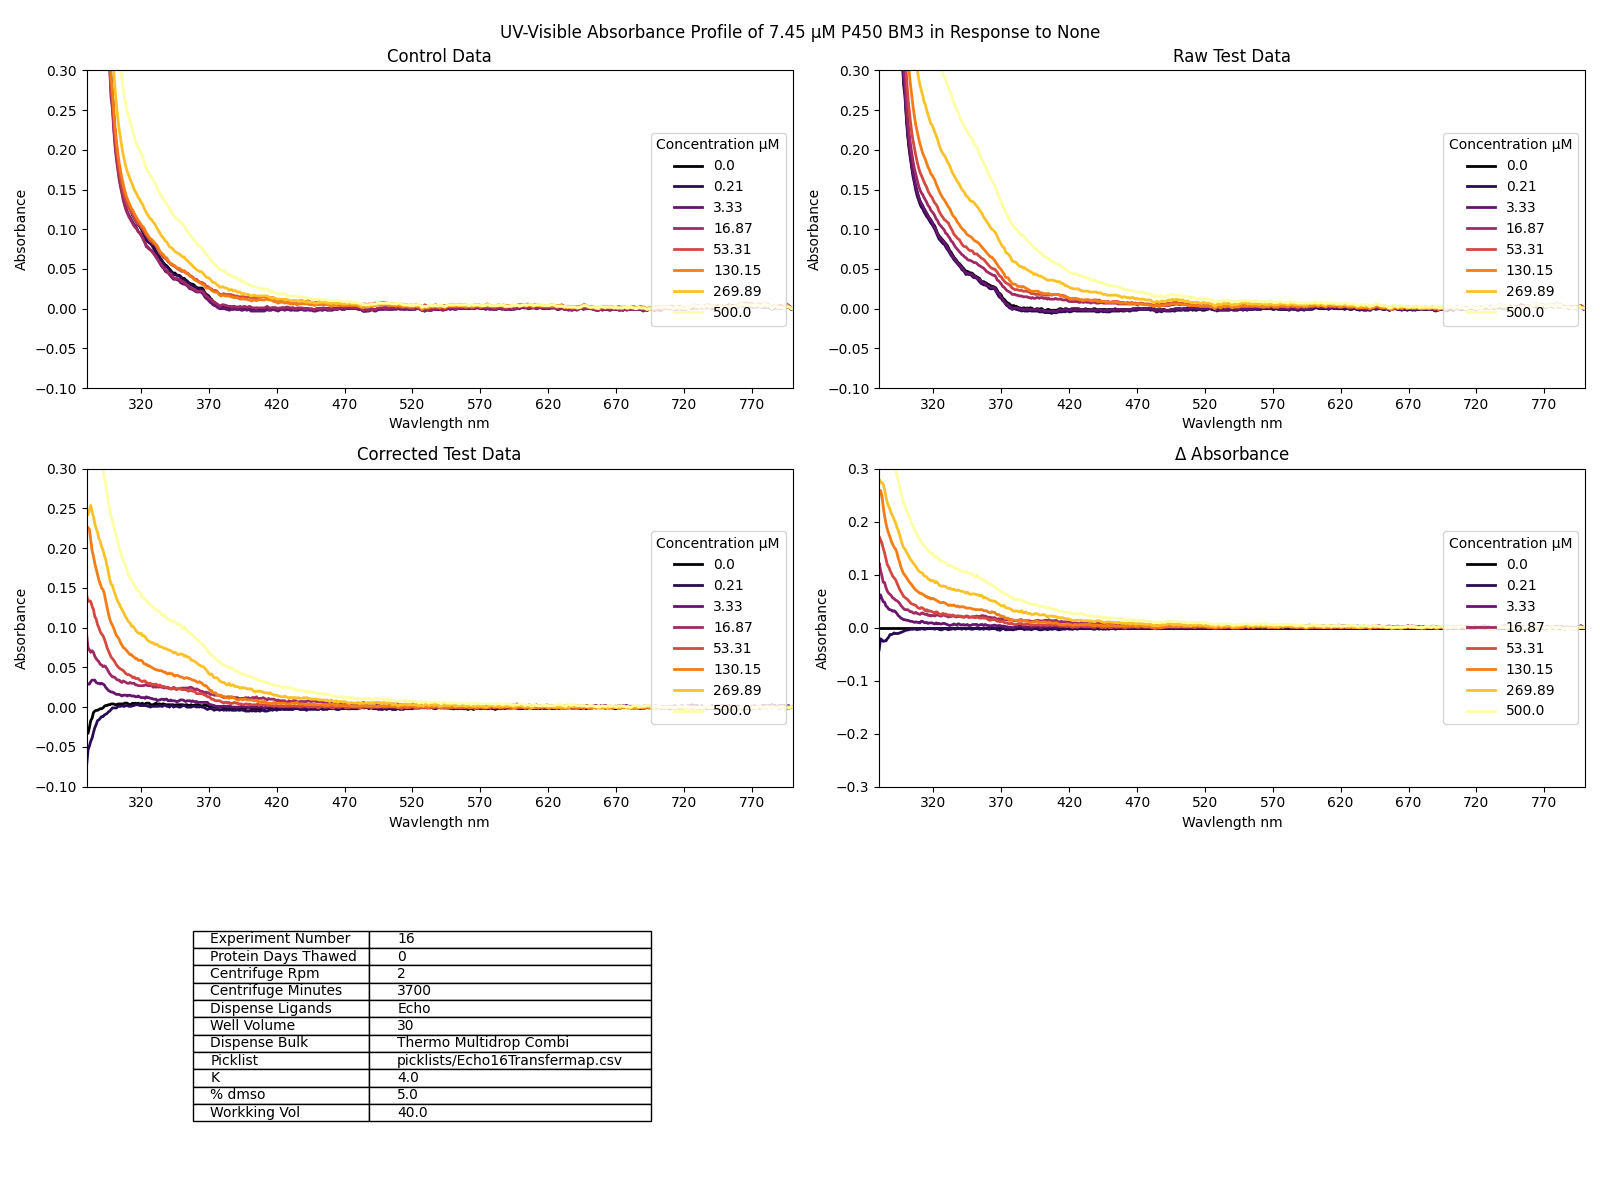 UV-Visible Absorbance Profile of 7.45 µM P450 BM3 in Response to None
Control Data
0.30
0.25
0.20
0.15
0.10
0.05
0.00
−0.05
−0.10
Absorbance
320 370 420 470 520 570 620 670 720 770
Wavlength nm
Concentration µM
0.0
0.21
3.33
16.87
53.31
130.15
269.89
500.0
Raw Test Data
0.30
0.25
0.20
0.15
0.10
0.05
0.00
−0.05
−0.10
Absorbance
320 370 420 470 520 570 620 670 720 770
Wavlength nm
Concentration µM
0.0
0.21
3.33
16.87
53.31
130.15
269.89
500.0
Corrected Test Data
0.30
0.25
0.20
0.15
0.10
0.05
0.00
−0.05
−0.10
Absorbance
320 370 420 470 520 570 620 670 720 770
Wavlength nm
Concentration µM
0.0
0.21
3.33
16.87
53.31
130.15
269.89
500.0
Δ Absorbance
0.3
0.2
0.1
0.0
−0.1
−0.2
−0.3
Absorbance
320 370 420 470 520 570 620 670 720 770
Wavlength nm
Concentration µM
0.0
0.21
3.33
16.87
53.31
130.15
269.89
500.0
Experiment Number 16
Protein Days Thawed 0
Centrifuge Rpm 2
Centrifuge Minutes 3700
Dispense Ligands Echo
Well Volume 30
Dispense Bulk Thermo Multidrop Combi
Picklist picklists/Echo16Transfermap.csv
K 4.0
% dmso 5.0
Workking Vol 40.0